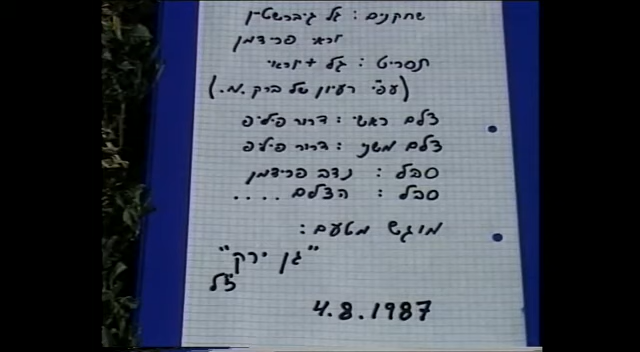 שחקנים: גל גיברשטיין
יוראי פרידמן
תסריט: גל + יוראי
(עפ"י רעיון של ברק .מ.)
צלם ראשי: דרור פיליפ
צלם משני: דרור פיליפ
סבל: נדב פרידמן
סבל: הצלם ....
מוגש מטעם:
"גן ירק"
4.8.1987